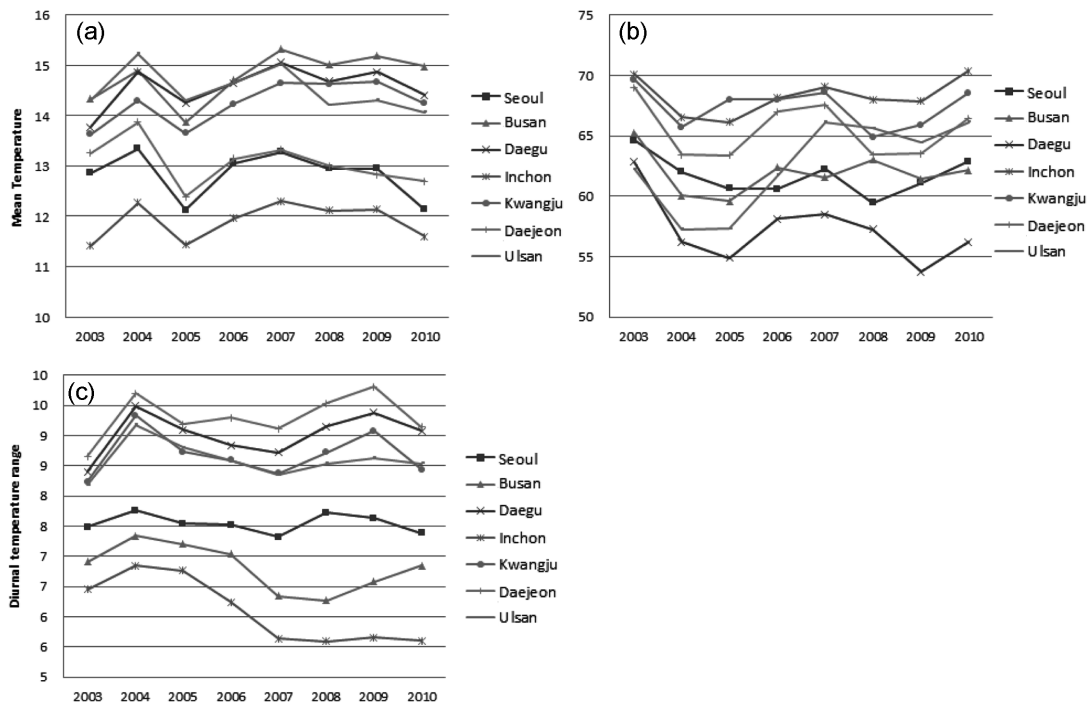 (a)
Mean Temperature
16
15
14
13
12
11
10
2003 2004 2005 2006 2007 2008 2009 2010
Seoul
Busan
Daegu
Inchon
Kwangju
Daejeon
Ulsan
(b)
75
70
65
60
55
50
2003 2004 2005 2006 2007 2008 2009 2010
Seoul
Busan
Daegu
Inchon
Kwangju
Daejeon
Ulsan
(c)
Diurnal temperature range
10
10
9
9
8
8
7
7
6
6
5
2003 2004 2005 2006 2007 2008 2009 2010
Seoul
Busan
Daegu
Inchon
Kwangju
Daejeon
Ulsan